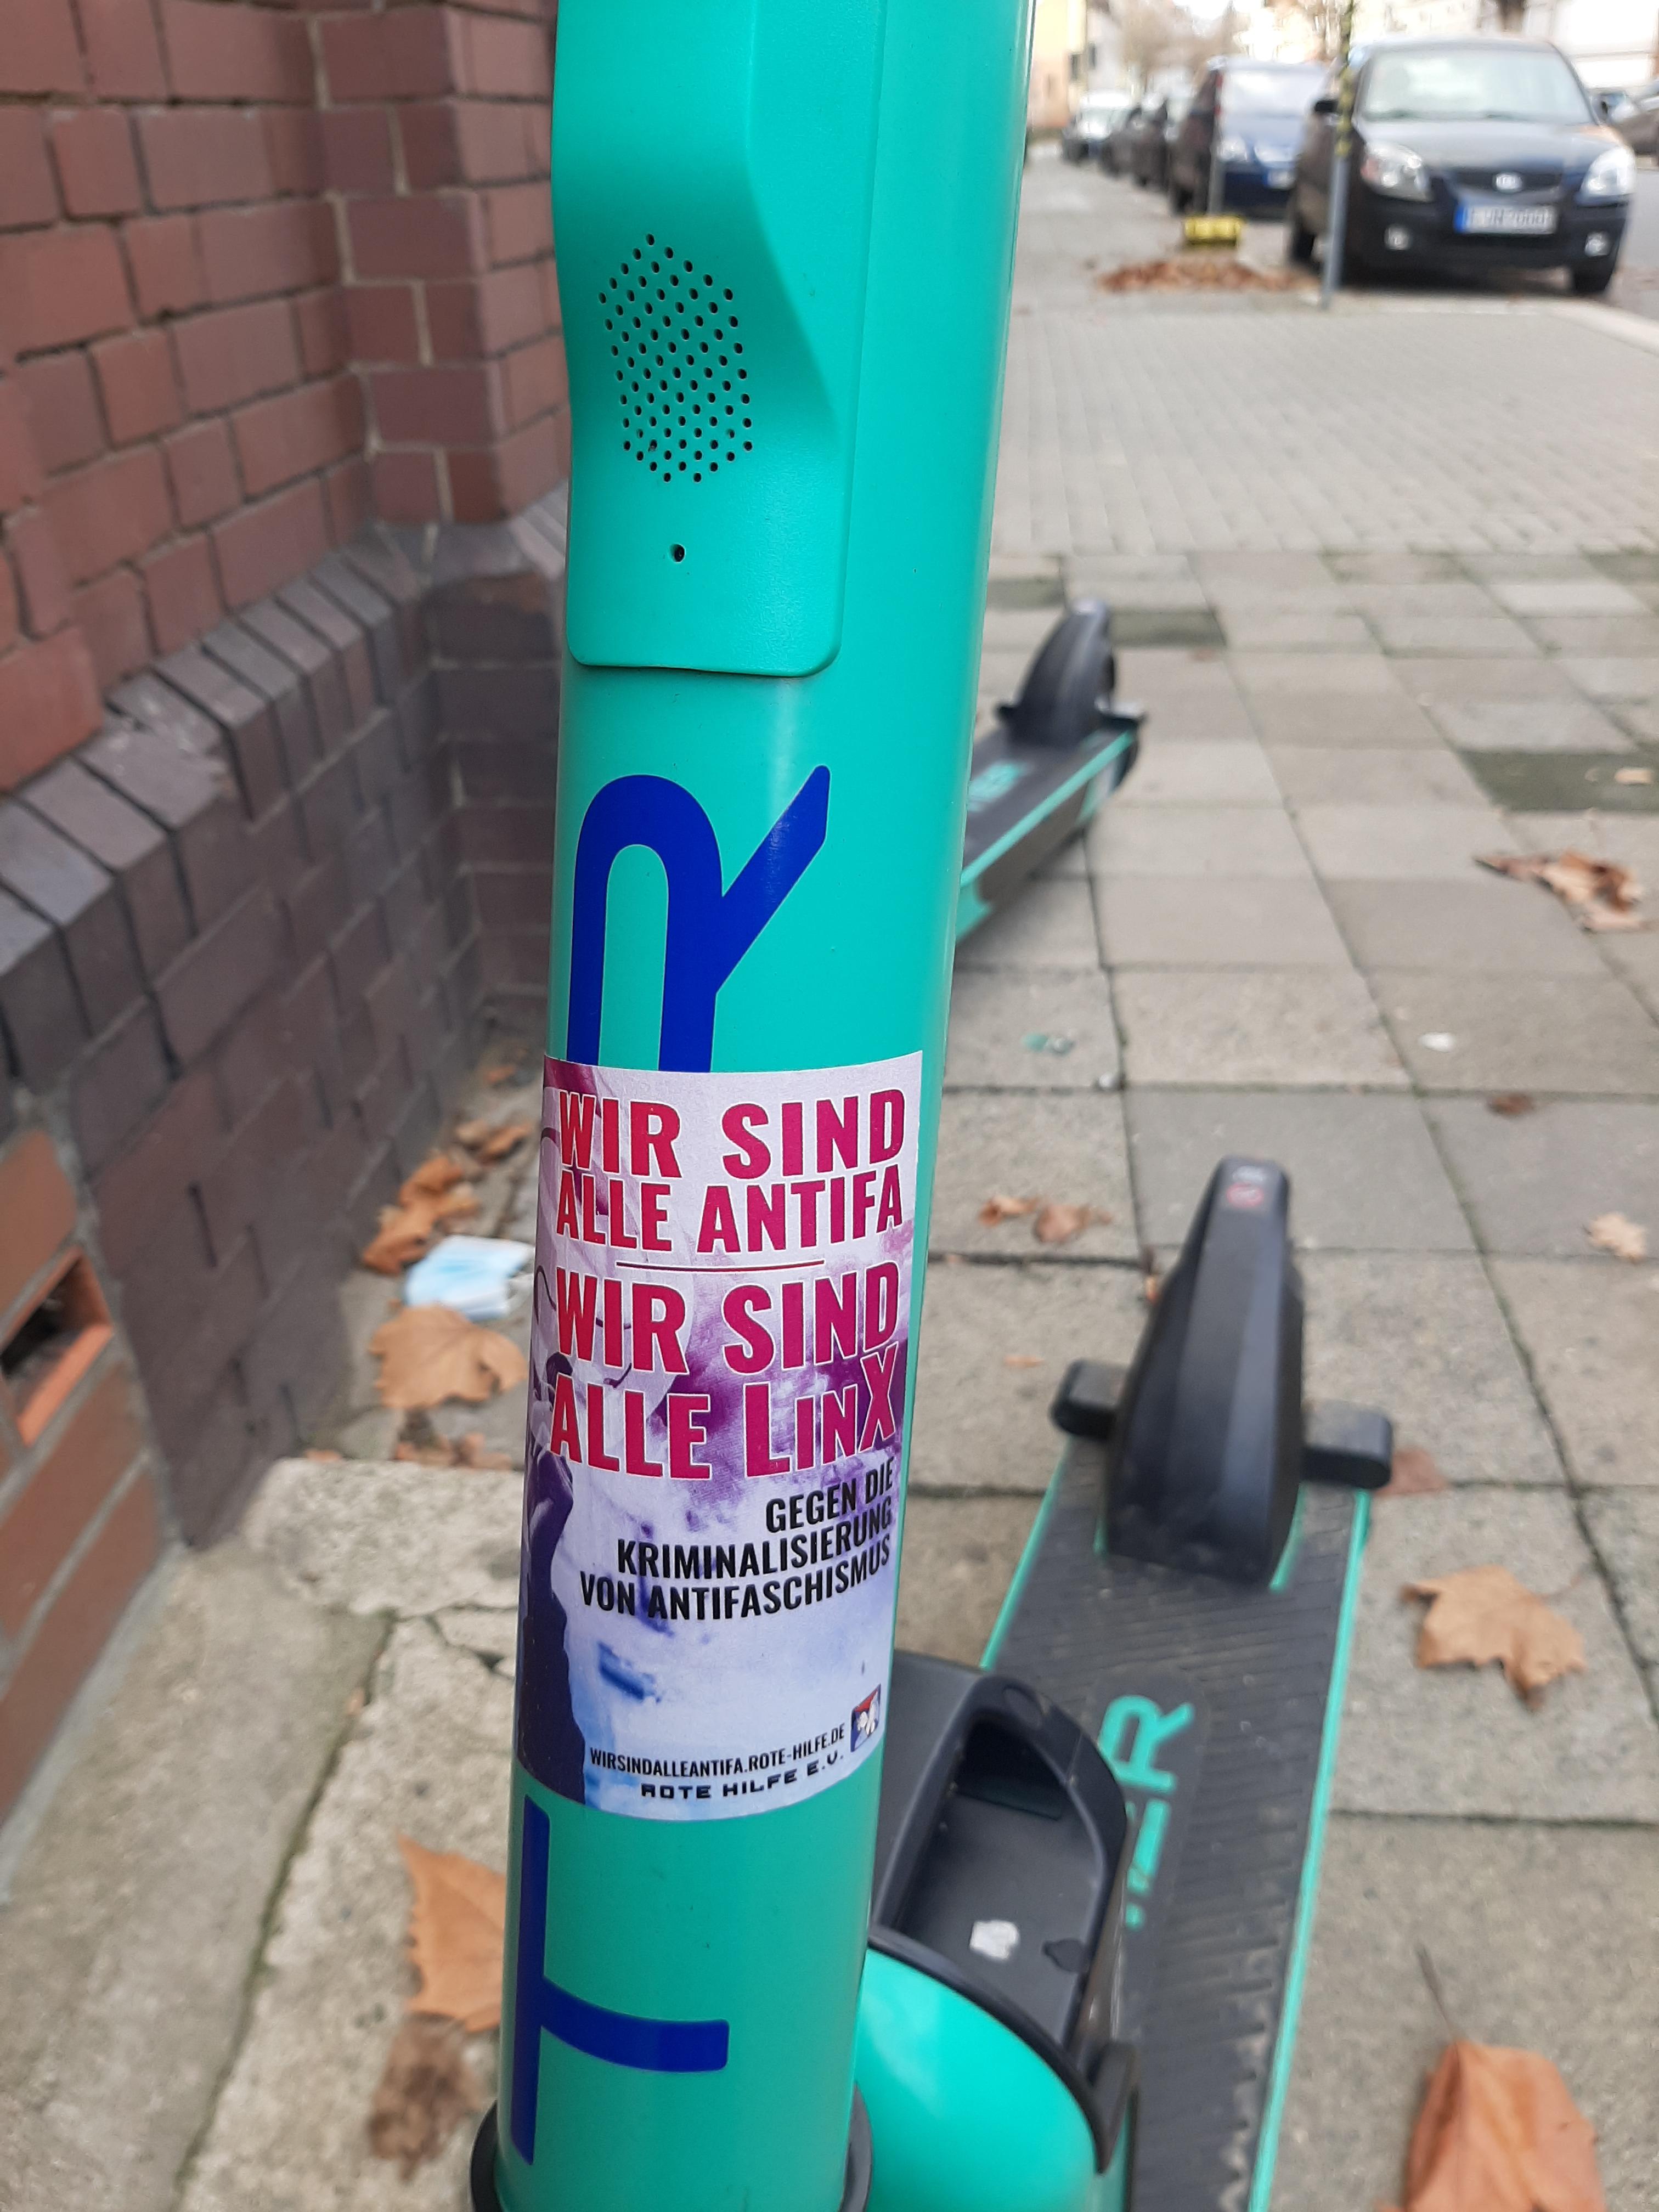 WIR SIND
ALLE ANTIFA
WIR SIND
ALLE LINX
GEGEN DIE
KRIMINALISIERUNG
VON ANTIFASCHISMUS
WIRSINDALLEANTIFA.ROTE-HILFE.DE
ROTE HILFE E.V.